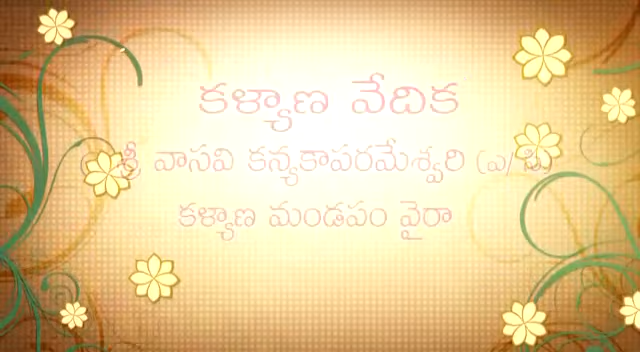 కళ్యాణ వేదిక
శ్రీ వాసవి కన్యకాపరమేశ్వరి (ఎ/సి)
కళ్యాణ మండపం వైరా